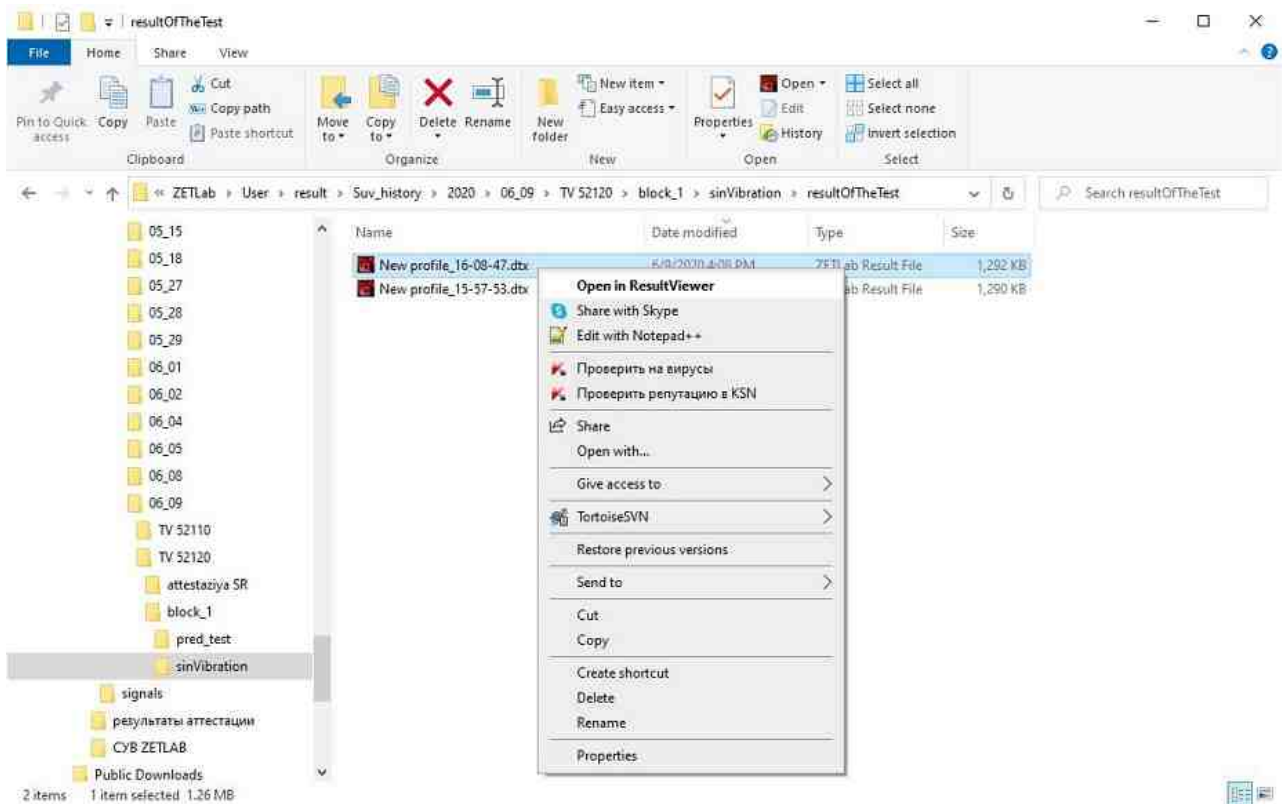 resultOfTheTest
File Home Share View
Pin to Quick access
Copy
Paste
Cut
Copy path
Paste shortcut
Clipboard
Move to
Copy to
Delete
Rename
Organize
New folder
New item
Easy access
New
Properties
Open
Edit
History
Open
Select all
Select none
Invert selection
Select
« ZETLab › User › result › Suv_history › 2020 › 06_09 › TV 52120 › block_1 › sinVibration › resultOfTheTest
Search resultOfTheTest
05_15
05_18
05_27
05_28
05_29
06_01
06_02
06_04
06_05
06_08
06_09
TV 52110
TV 52120
attestaziya SR
block_1
pred_test
sinVibration
signals
результаты аттестации
СУВ ZETLAB
Public Downloads
Name Date modified Type Size
New profile_16-08-47.dtx 6/9/2020 4:08 PM ZETLab Result File 1,292 KB
New profile_15-57-53.dtx ab Result File 1,290 KB
Open in ResultViewer
Share with Skype
Edit with Notepad++
Проверить на вирусы
Проверить репутацию в KSN
Share
Open with...
Give access to
TortoiseSVN
Restore previous versions
Send to
Cut
Copy
Create shortcut
Delete
Rename
Properties
2 items 1 item selected 1.26 MB